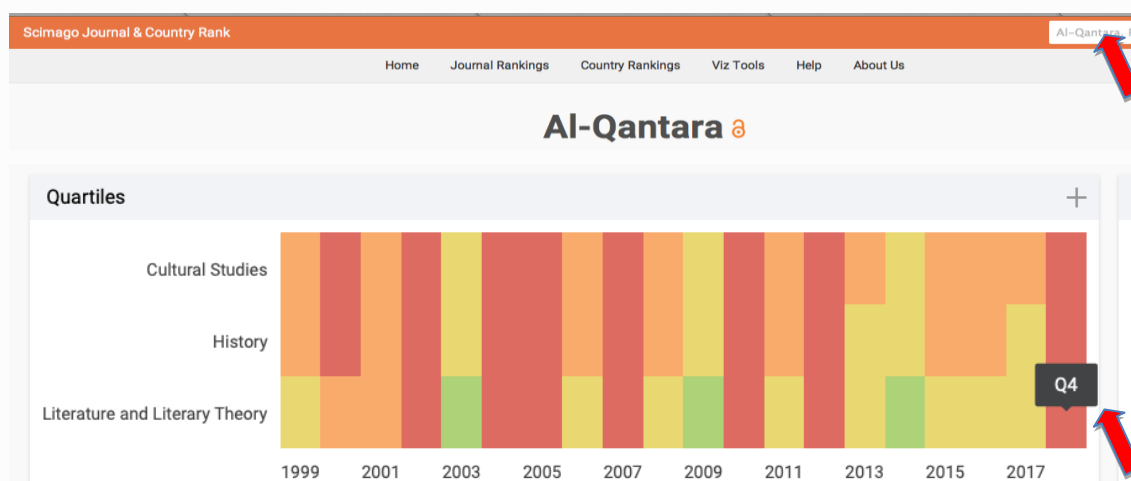 Scimago Journal & Country Rank
Al-Qantara,
Home Journal Rankings Country Rankings Viz Tools Help About Us
Al-Qantara
Quartiles
Cultural Studies
History
Q4
Literature and Literary Theory
1999 2001 2003 2005 2007 2009 2011 2013 2015 2017